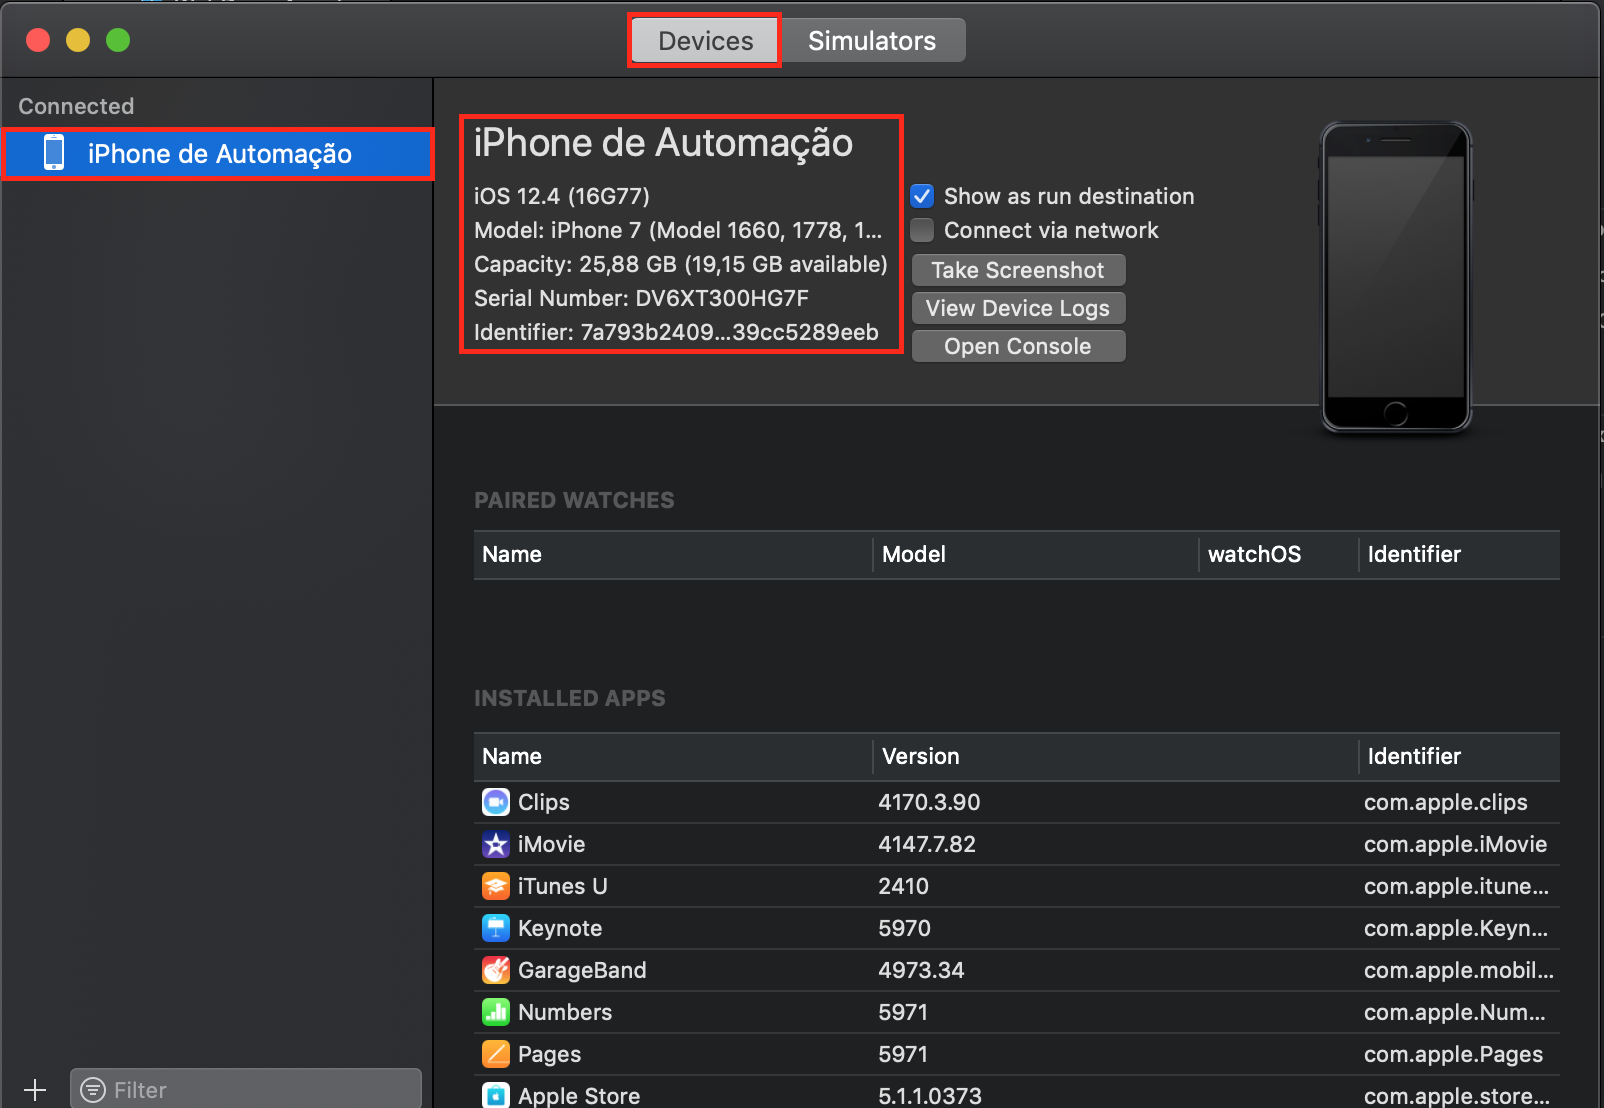 Devices
Simulators
Connected
iPhone de Automação
iPhone de Automação
iOS 12.4 (16G77)
Model: iPhone 7 (Model 1660, 1778, 1...
Capacity: 25,88 GB (19,15 GB available)
Serial Number: DV6XT300HG7F
Identifier: 7a793b2409...39cc5289eeb
Show as run destination
Connect via network
Take Screenshot
View Device Logs
Open Console
PAIRED WATCHES
Name Model watchOS Identifier
INSTALLED APPS
Name Version Identifier
Clips 4170.3.90 com.apple.clips
iMovie 4147.7.82 com.apple.iMovie
iTunes U 2410 com.apple.itune...
Keynote 5970 com.apple.Keyn...
GarageBand 4973.34 com.apple.mobil...
Numbers 5971 com.apple.Num...
Pages 5971 com.apple.Pages
Apple Store 5.1.1.0373 com.apple.store...
Filter